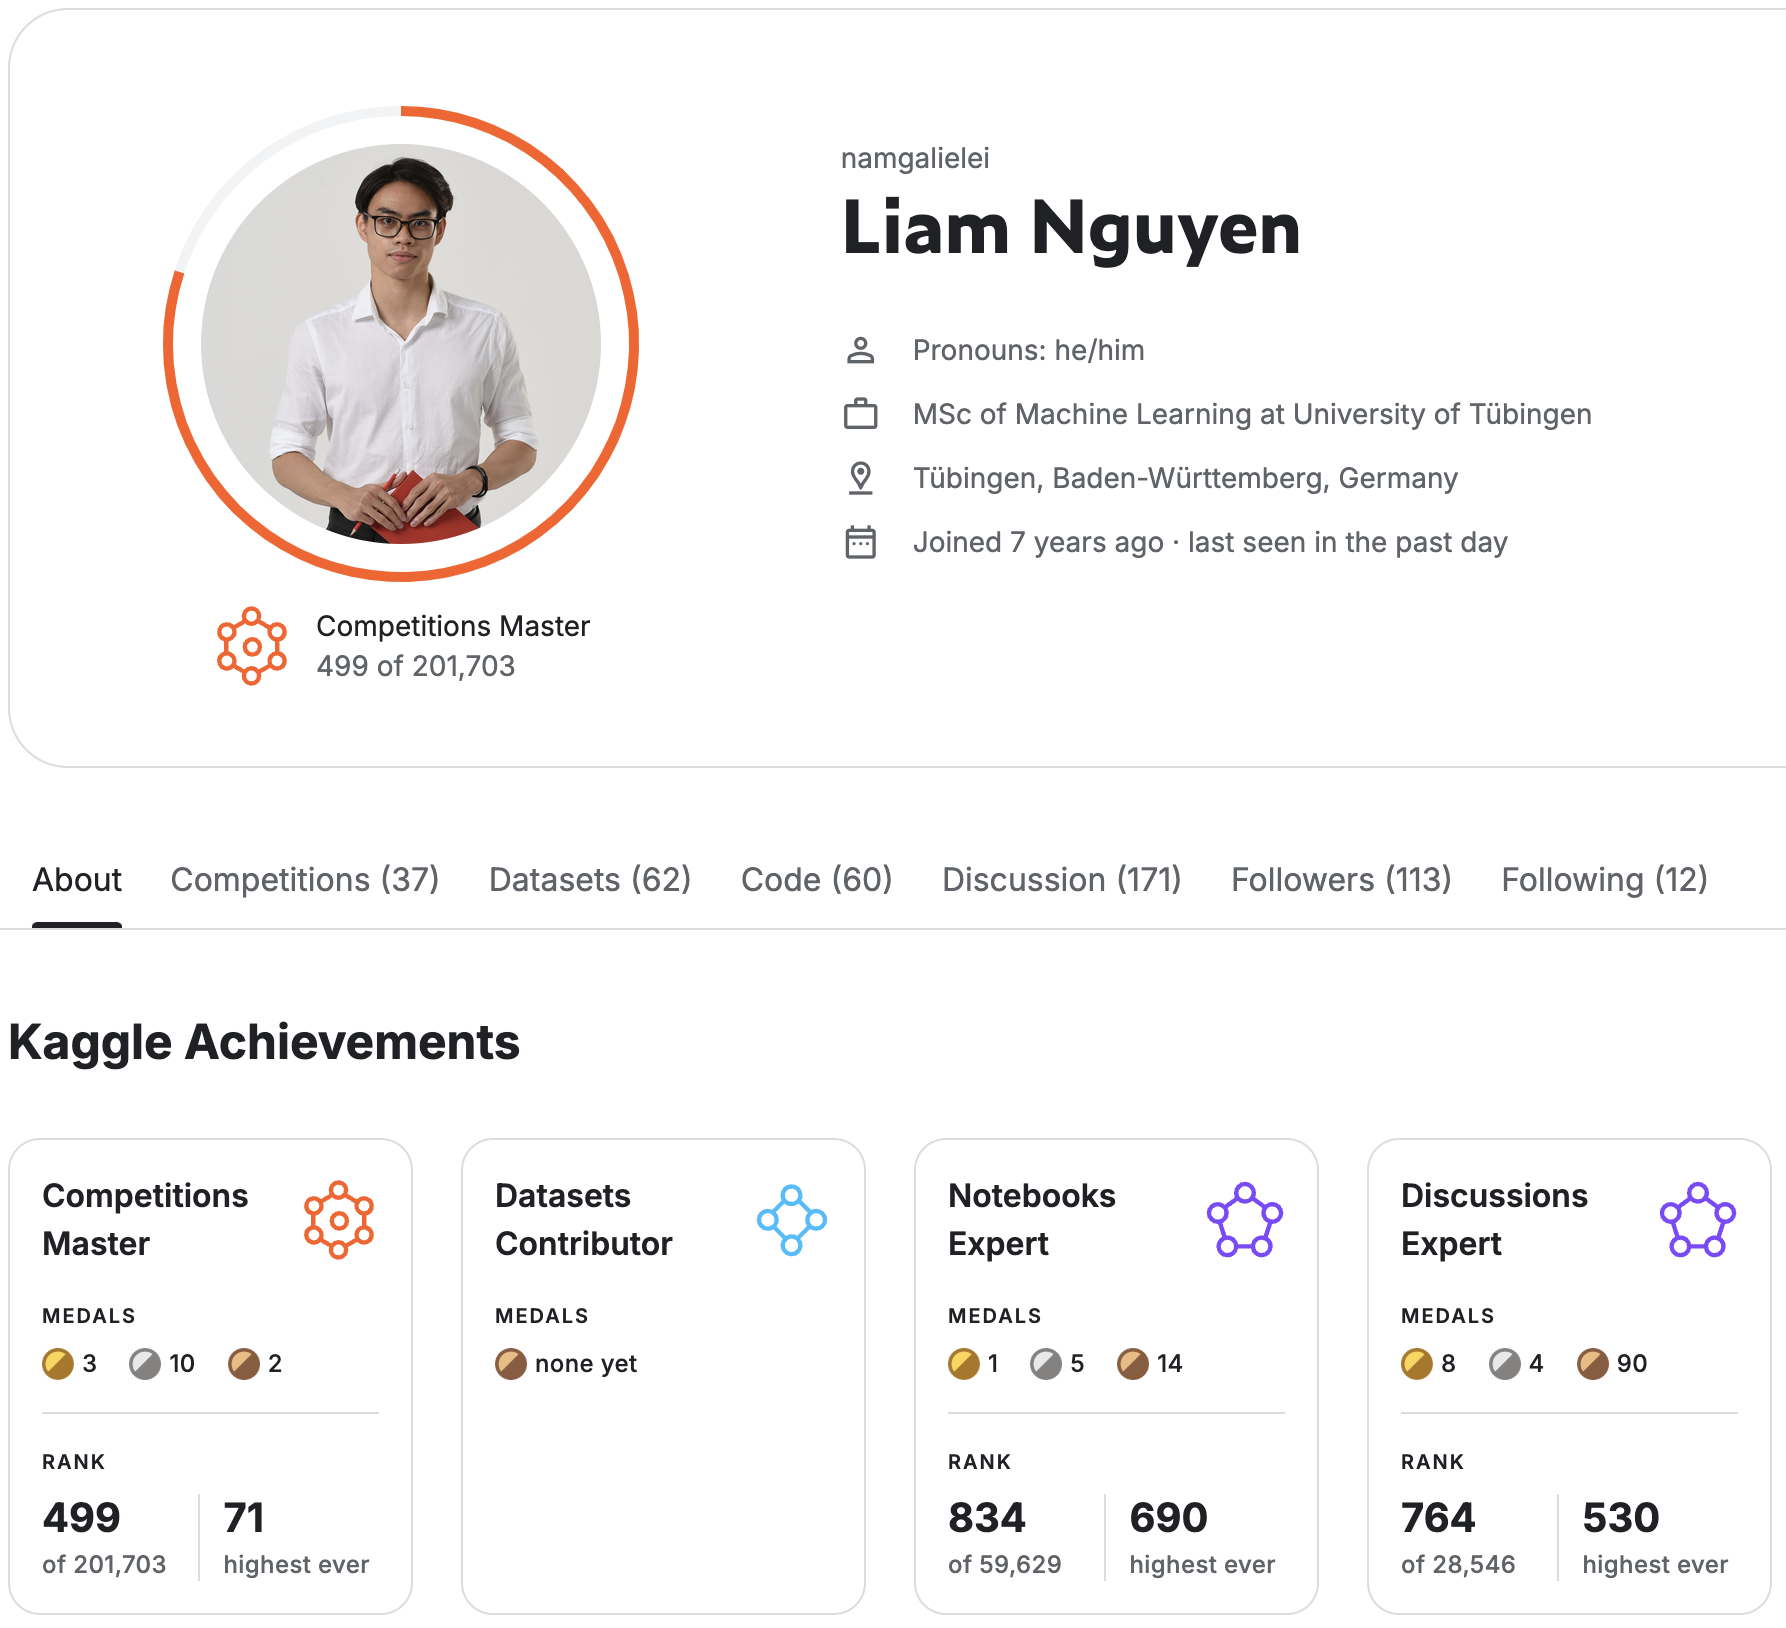 namgalielei
Liam Nguyen
Pronouns: he/him
MSc of Machine Learning at University of Tübingen
Tübingen, Baden-Württemberg, Germany
Joined 7 years ago · last seen in the past day
Competitions Master
499 of 201,703
About Competitions (37) Datasets (62) Code (60) Discussion (171) Followers (113) Following (12)
Kaggle Achievements
Competitions
Master
MEDALS
3 10 2
RANK
499 71
of 201,703 highest ever
Datasets
Contributor
MEDALS
none yet
Notebooks
Expert
MEDALS
1 5 14
RANK
834 690
of 59,629 highest ever
Discussions
Expert
MEDALS
8 4 90
RANK
764 530
of 28,546 highest ever